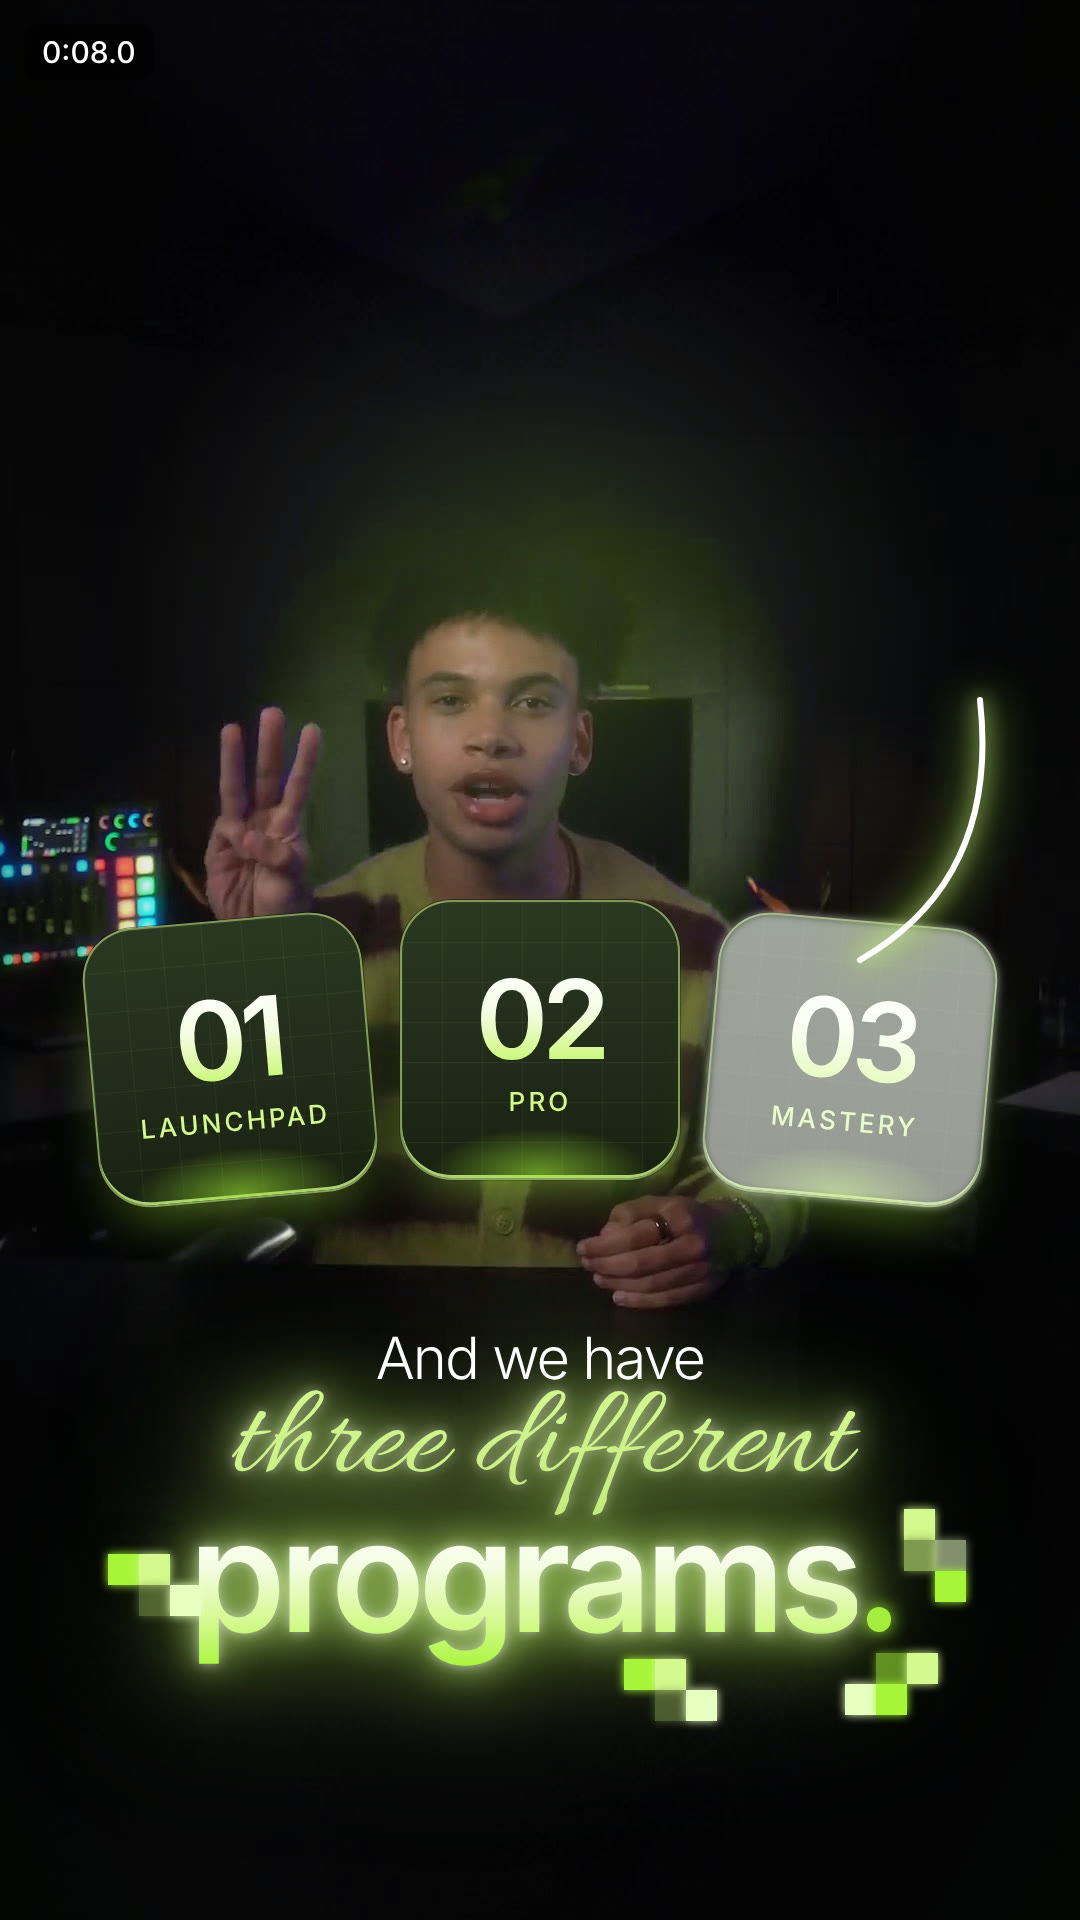 0:08.0
01
LAUNCHPAD
02
PRO
03
MASTERY
And we have
three different
programs.